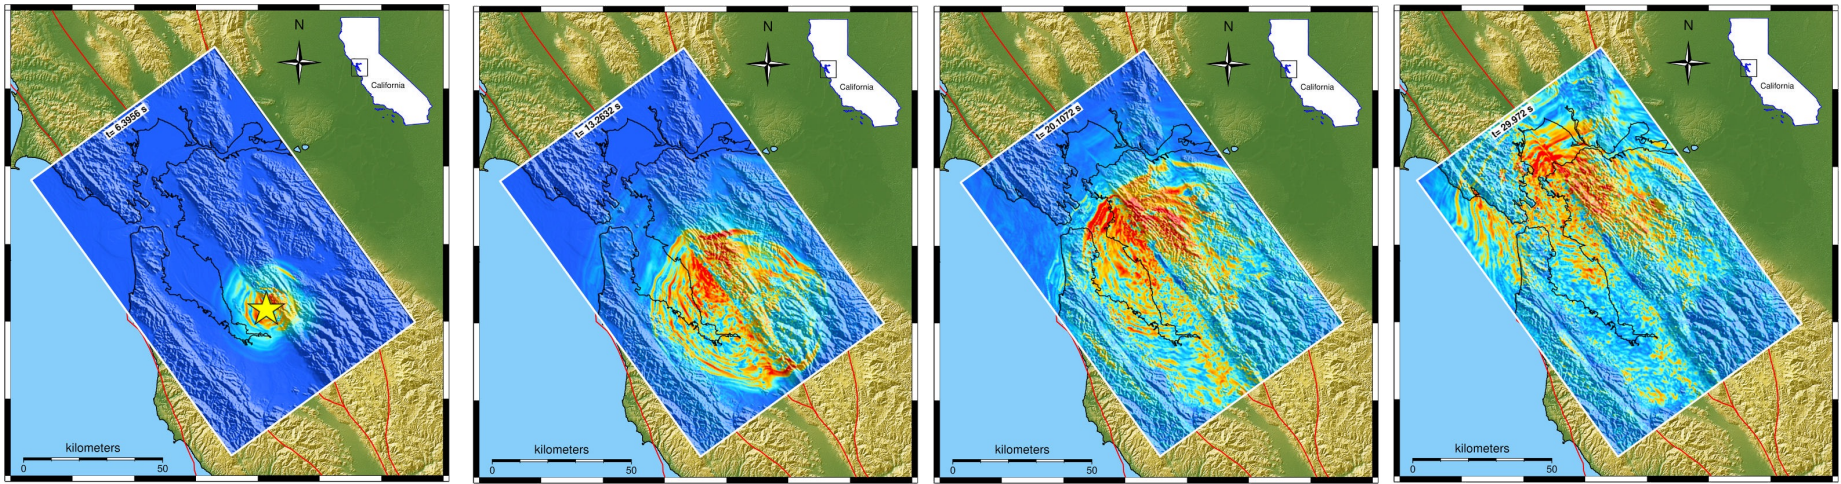 N
California
t= 6.3956 s
kilometers
0 50
N
California
t= 13.2632 s
kilometers
0 50
N
California
t= 20.1072 s
kilometers
0 50
N
California
t= 29.972 s
kilometers
0 50